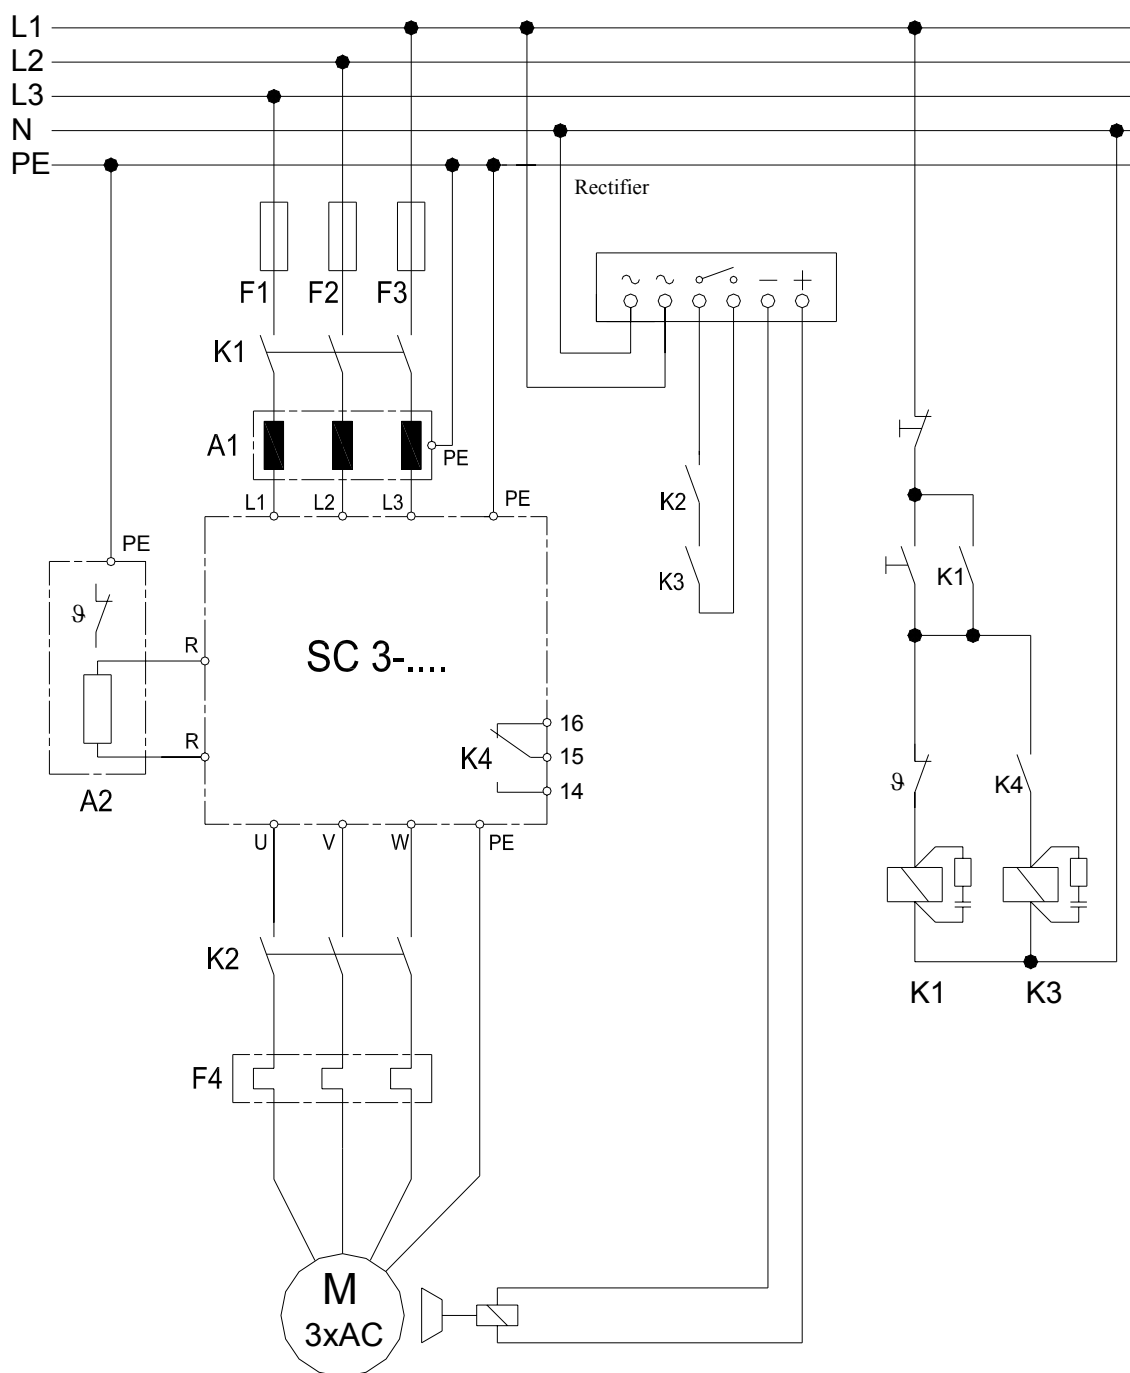 L1
L2
L3
N
PE
Rectifier
F1 F2 F3
K1
A1
PE
L1 L2 L3 PE
K2
PE
K3 K1
ϑ
R
SC 3-....
16
R K4 15
ϑ K4
14
A2
U V W PE
K2
K1 K3
F4
M
3xAC